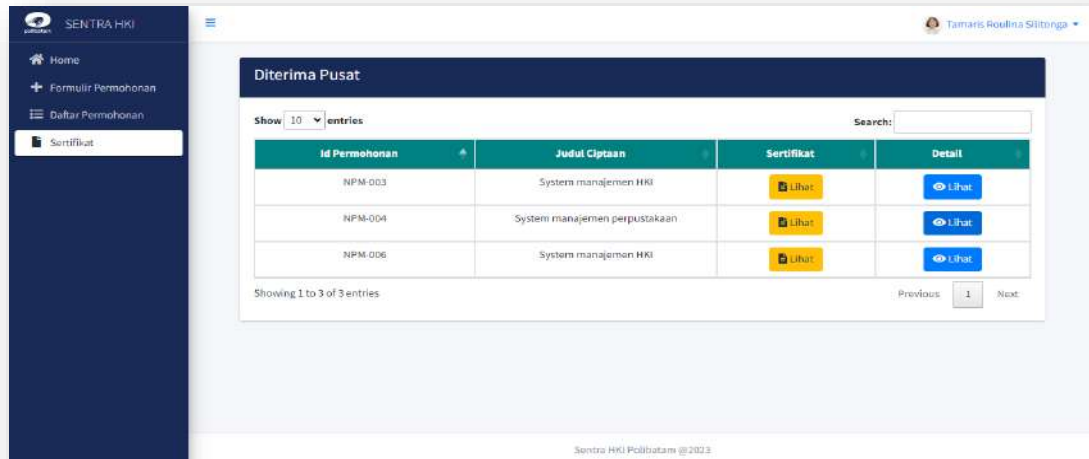 polibatam
SENTRA HKI
Tamaris Roulina Silitonga
Home
Formulir Permohonan
Daftar Permohonan
Sertifikat
Diterima Pusat
Show 10 entries
Search:
Id Permohonan Judul Ciptaan Sertifikat Detail
NPM-003 System manajemen HKI Lihat Lihat
NPM-004 System manajemen perpustakaan Lihat Lihat
NPM-006 System manajemen HKI Lihat Lihat
Showing 1 to 3 of 3 entries
Previous 1 Next
Sentra HKI Polibatam @2023